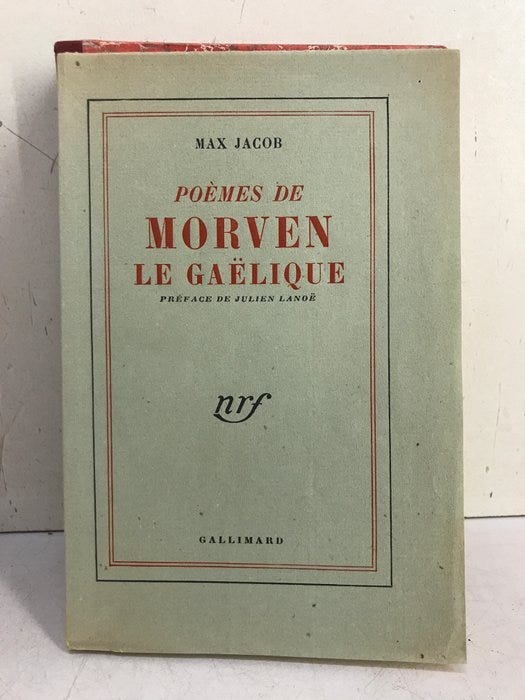 MAX JACOB
POÈMES DE
MORVEN
LE GAËLIQUE
PRÉFACE DE JULIEN LANOË
nrf
GALLIMARD